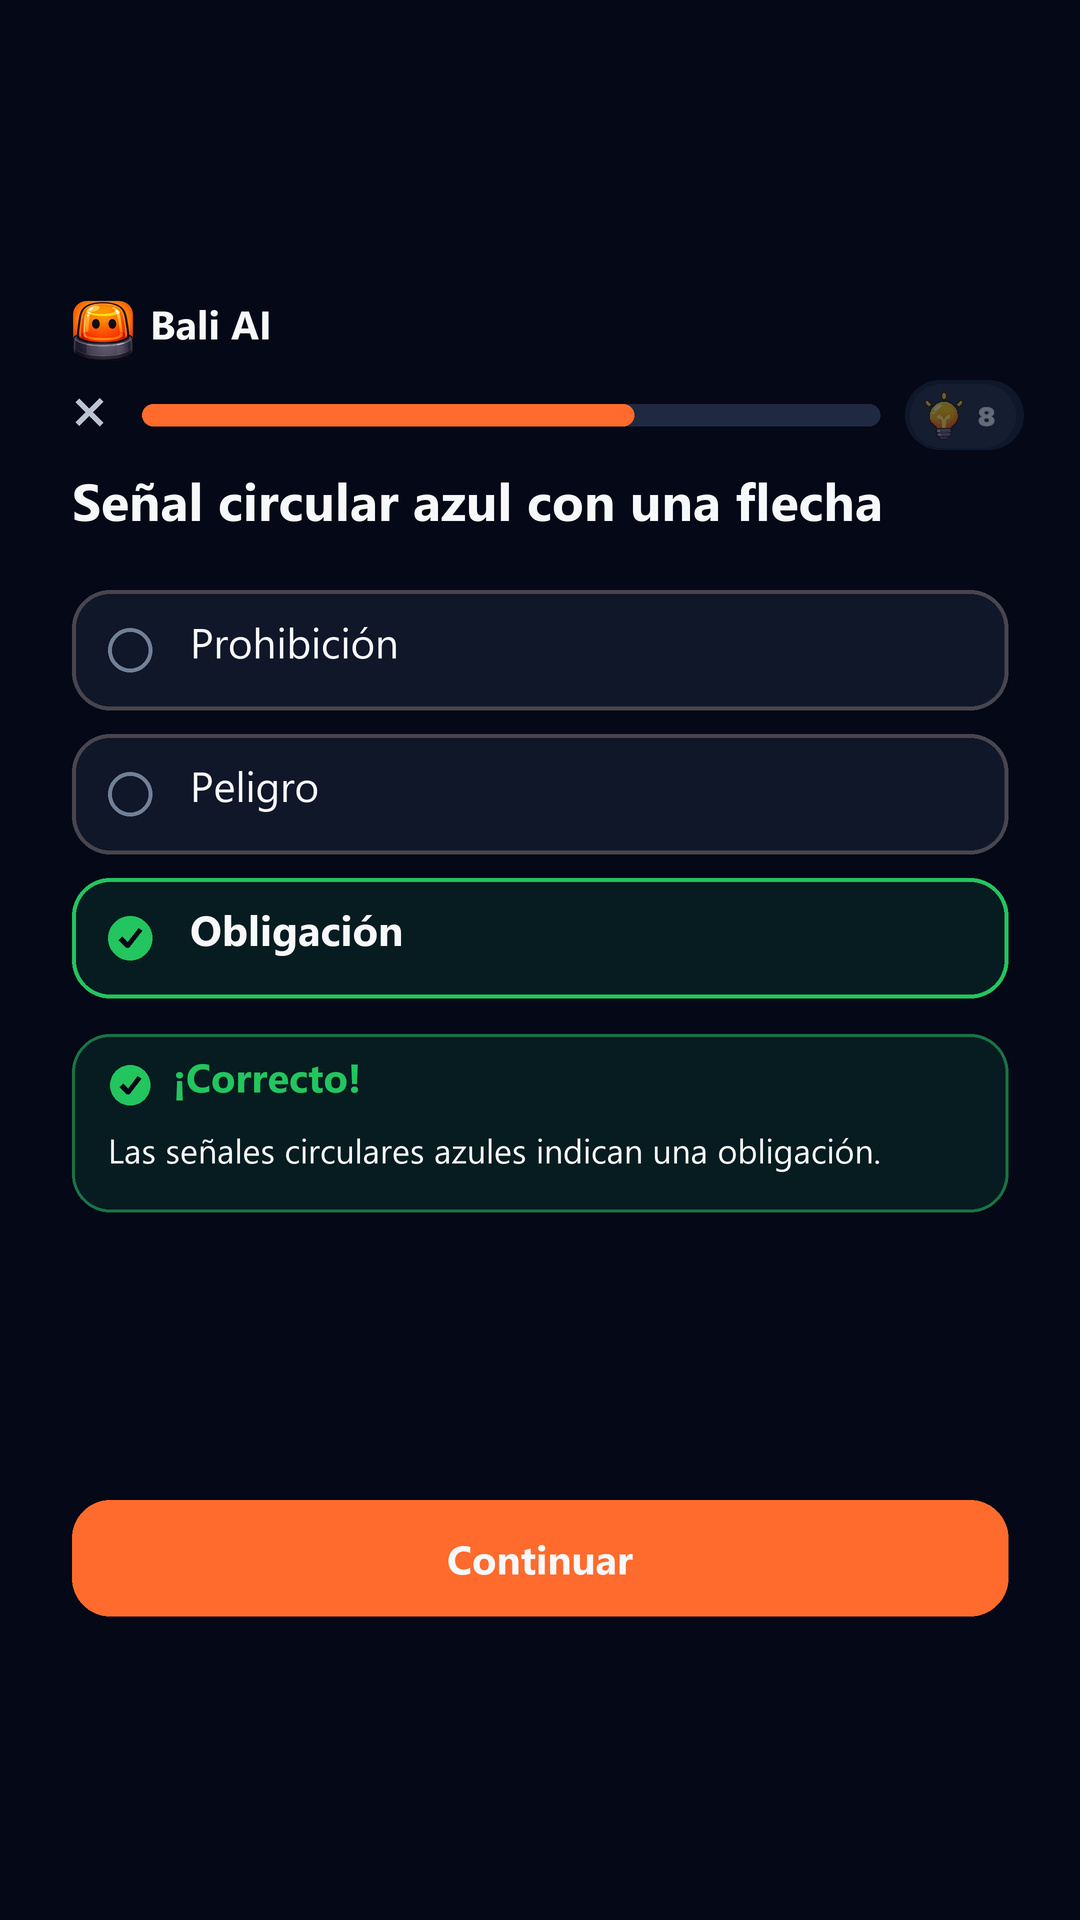 Bali AI
8
Señal circular azul con una flecha
Prohibición
Peligro
Obligación
¡Correcto!
Las señales circulares azules indican una obligación.
Continuar